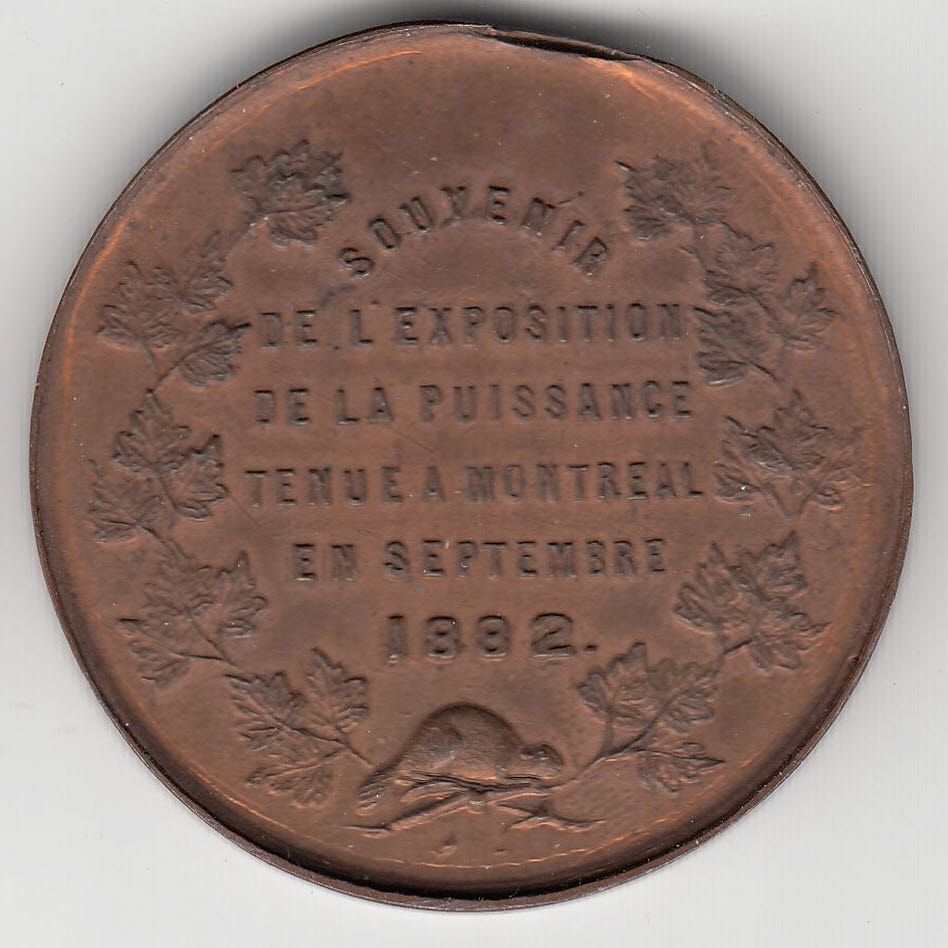 SOUVENIR
DE L'EXPOSITION
DE LA PUISSANCE
TENUE A MONTREAL
EN SEPTEMBRE
1882.